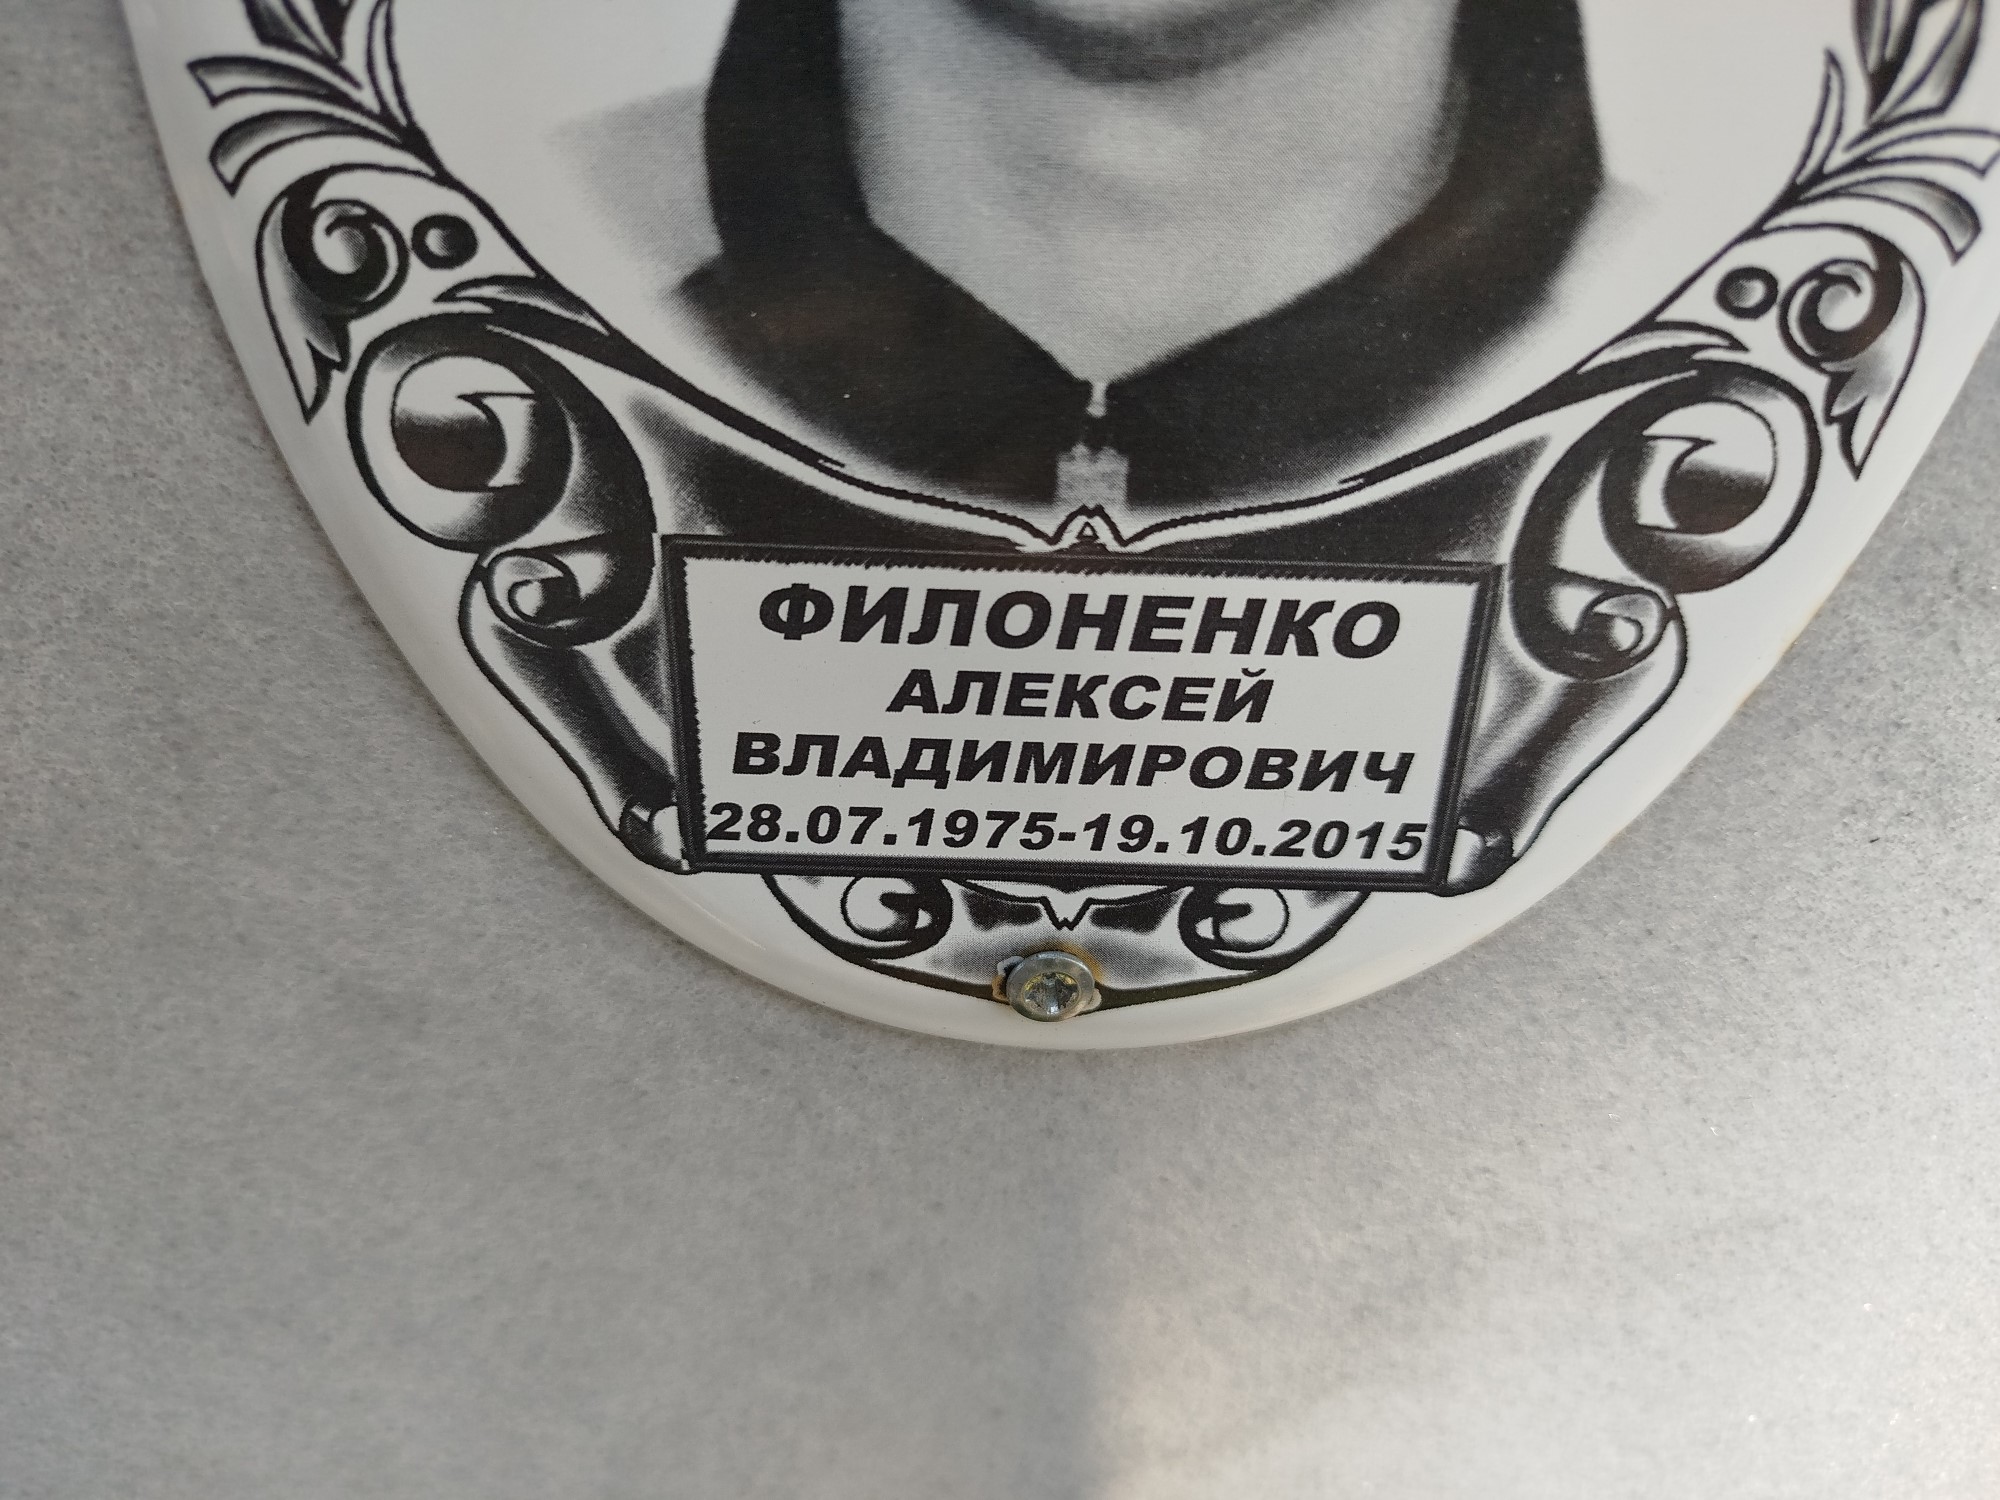 ФИЛОНЕНКО
АЛЕКСЕЙ
ВЛАДИМИРОВИЧ
28.07.1975-19.10.2015